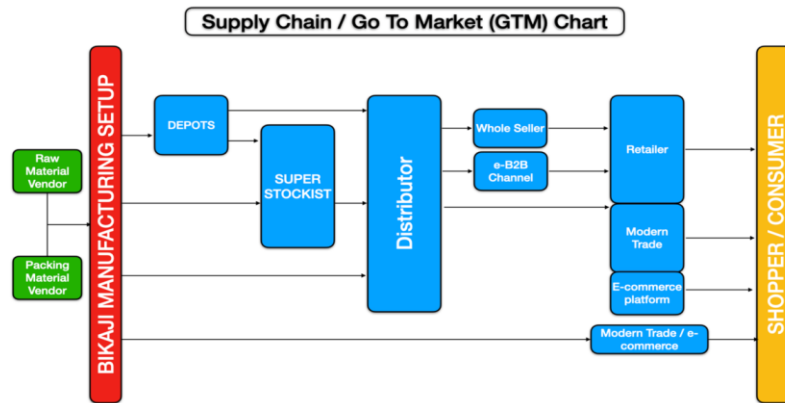 Supply Chain / Go To Market (GTM) Chart
Raw
Material
Vendor
Packing
Material
Vendor
BIKAJI MANUFACTURING SETUP
DEPOTS
SUPER
STOCKIST
Distributor
Whole Seller
e-B2B
Channel
Retailer
Modern
Trade
E-commerce
platform
Modern Trade / e-
commerce
SHOPPER / CONSUMER